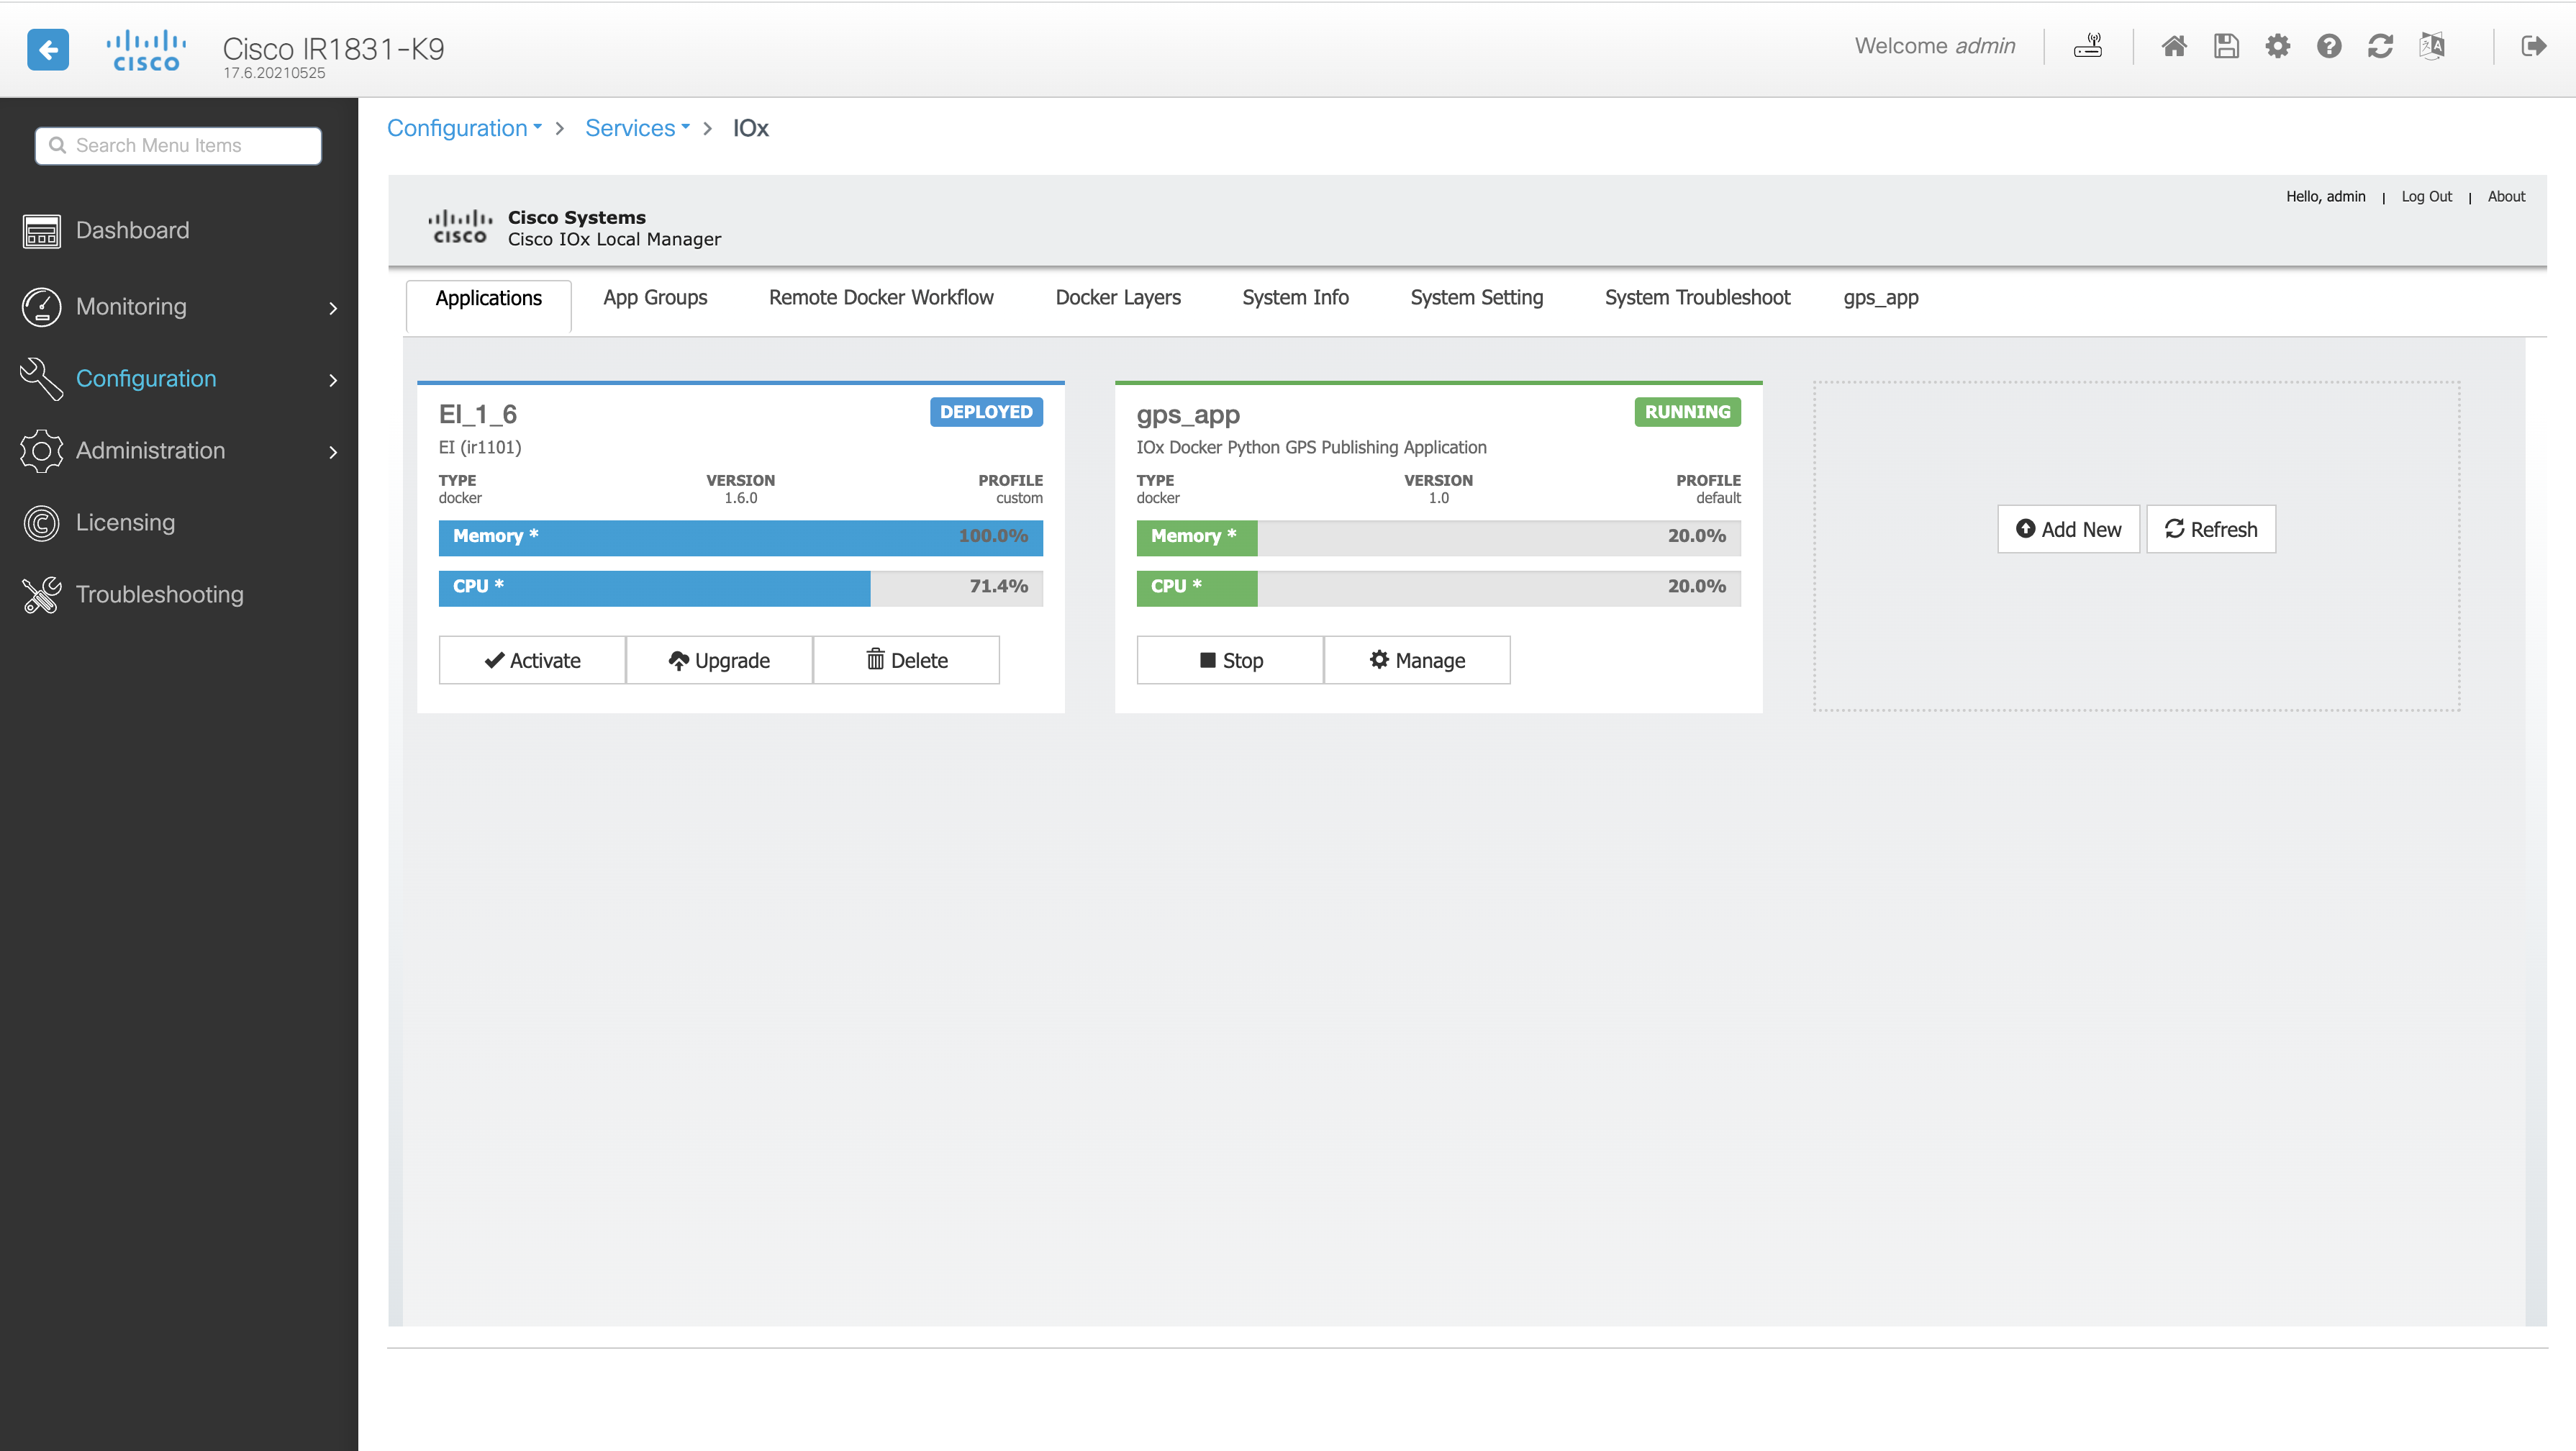 CISCO
Cisco IR1831-K9
17.6.20210525
Welcome admin
Search Menu Items
Dashboard
Monitoring
Configuration
Administration
Licensing
Troubleshooting
Configuration > Services > IOx
Hello, admin | Log Out | About
CISCO
Cisco Systems
Cisco IOx Local Manager
Applications App Groups Remote Docker Workflow Docker Layers System Info System Setting System Troubleshoot gps_app
EI_1_6 DEPLOYED
EI (ir1101)
TYPE VERSION PROFILE
docker 1.6.0 custom
Memory * 100.0%
CPU * 71.4%
Activate Upgrade Delete
gps_app RUNNING
IOx Docker Python GPS Publishing Application
TYPE VERSION PROFILE
docker 1.0 default
Memory * 20.0%
CPU * 20.0%
Stop Manage
Add New Refresh